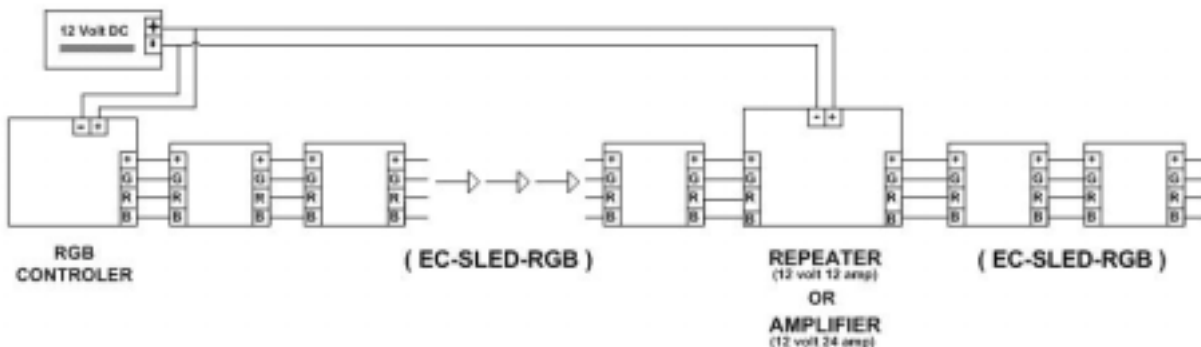 12 Volt DC
+
-
- +
- +
+ + + + + + + + + + + +
G G G G G G G G G G G G
R R R R R R R R R R R R
B B B B B B B B B B B B
RGB
CONTROLER
( EC-SLED-RGB )
REPEATER
(12 volt 12 amp)
OR
AMPLIFIER
(12 volt 24 amp)
( EC-SLED-RGB )